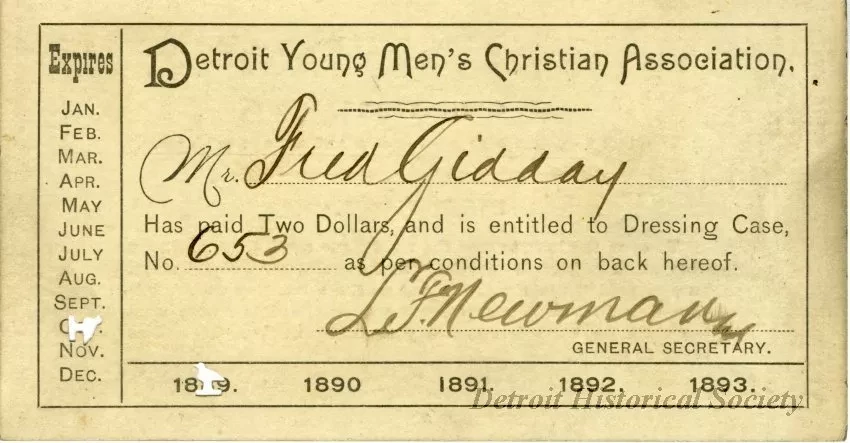 Expires
JAN.
FEB.
MAR.
APR.
MAY
JUNE
JULY
AUG.
SEPT.
NOV.
DEC.
Detroit Young Men's Christian Association.
Mr. Fred Gidday
Has paid Two Dollars, and is entitled to Dressing Case,
No. 653 as per conditions on back hereof.
L F Newman
GENERAL SECRETARY.
1890 1891. 1892. 1893.
Detroit Historical Society